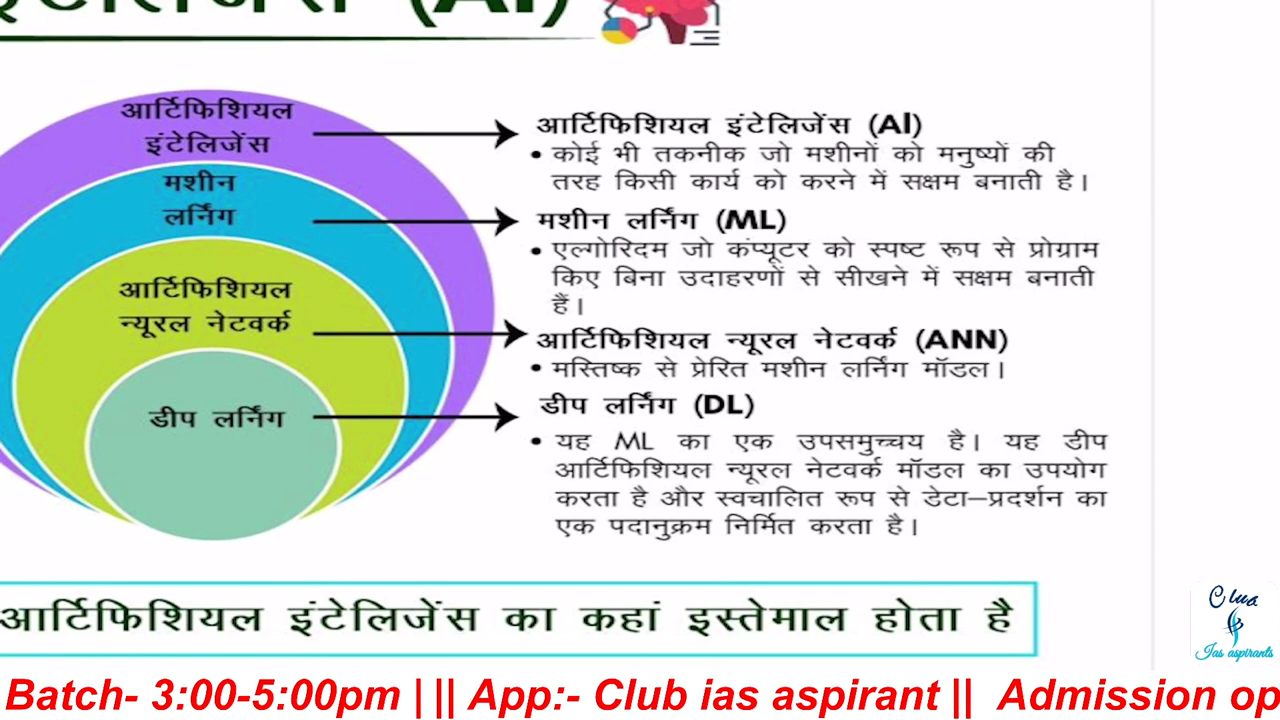 इंटेलिजेंस (AI)
आर्टिफिशियल
इंटेलिजेंस
मशीन
लर्निंग
आर्टिफिशियल
न्यूरल नेटवर्क
डीप लर्निंग
आर्टिफिशियल इंटेलिजेंस (AI)
• कोई भी तकनीक जो मशीनों को मनुष्यों की
तरह किसी कार्य को करने में सक्षम बनाती है।
मशीन लर्निंग (ML)
• एल्गोरिदम जो कंप्यूटर को स्पष्ट रूप से प्रोग्राम
किए बिना उदाहरणों से सीखने में सक्षम बनाती
हैं।
आर्टिफिशियल न्यूरल नेटवर्क (ANN)
• मस्तिष्क से प्रेरित मशीन लर्निंग मॉडल।
डीप लर्निंग (DL)
• यह ML का एक उपसमुच्चय है। यह डीप
आर्टिफिशियल न्यूरल नेटवर्क मॉडल का उपयोग
करता है और स्वचालित रूप से डेटा–प्रदर्शन का
एक पदानुक्रम निर्मित करता है।
आर्टिफिशियल इंटेलिजेंस का कहां इस्तेमाल होता है
Club
Ias aspirants
Batch- 3:00-5:00pm | || App:- Club ias aspirant || Admission op